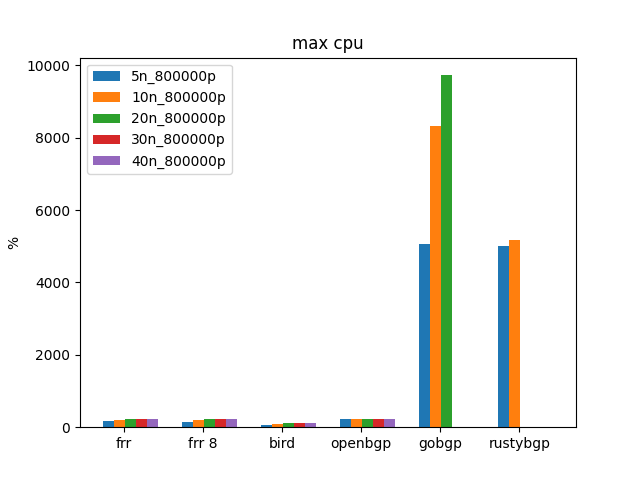 max cpu
10000
8000
6000
4000
2000
0
%
5n_800000p
10n_800000p
20n_800000p
30n_800000p
40n_800000p
frr frr 8 bird openbgp gobgp rustybgp